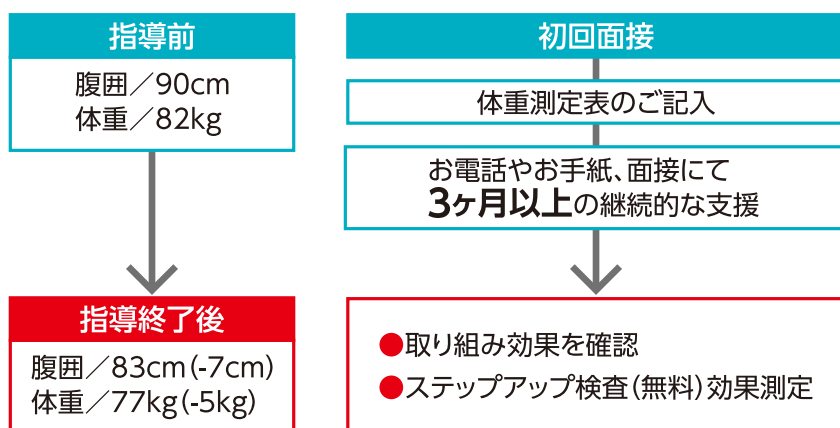 指導前
腹囲／90cm
体重／82kg
指導終了後
腹囲／83cm(-7cm)
体重／77kg(-5kg)
初回面接
体重測定表のご記入
お電話やお手紙、面接にて
3ヶ月以上の継続的な支援
●取り組み効果を確認
●ステップアップ検査(無料)効果測定